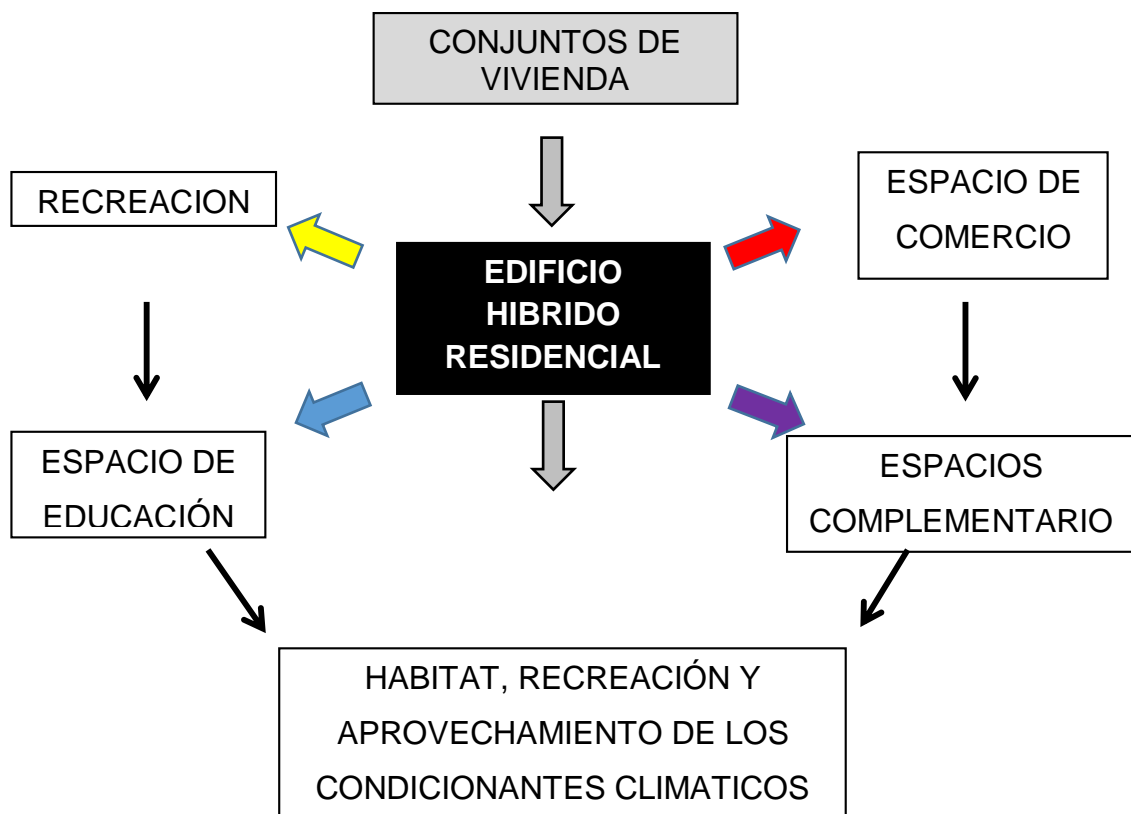 CONJUNTOS DE
VIVIENDA
RECREACION
ESPACIO DE
COMERCIO
EDIFICIO
HIBRIDO
RESIDENCIAL
ESPACIO DE
EDUCACIÓN
ESPACIOS
COMPLEMENTARIO
HABITAT, RECREACIÓN Y
APROVECHAMIENTO DE LOS
CONDICIONANTES CLIMATICOS